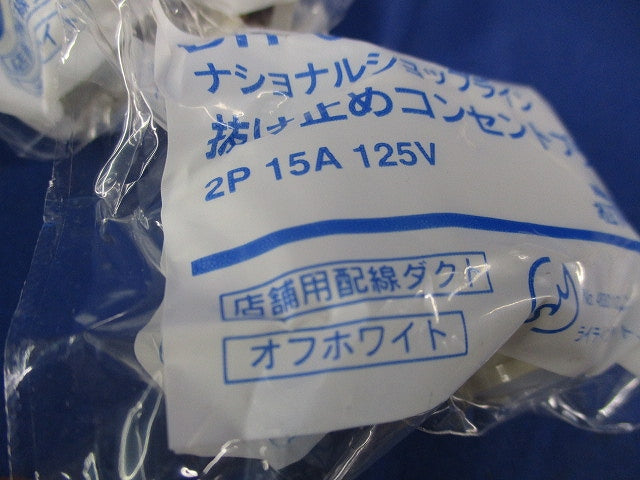 ナショナルショップライン
抜け止めコンセントプ
2P 15A 125V
店舗用配線ダクト
オフホワイト